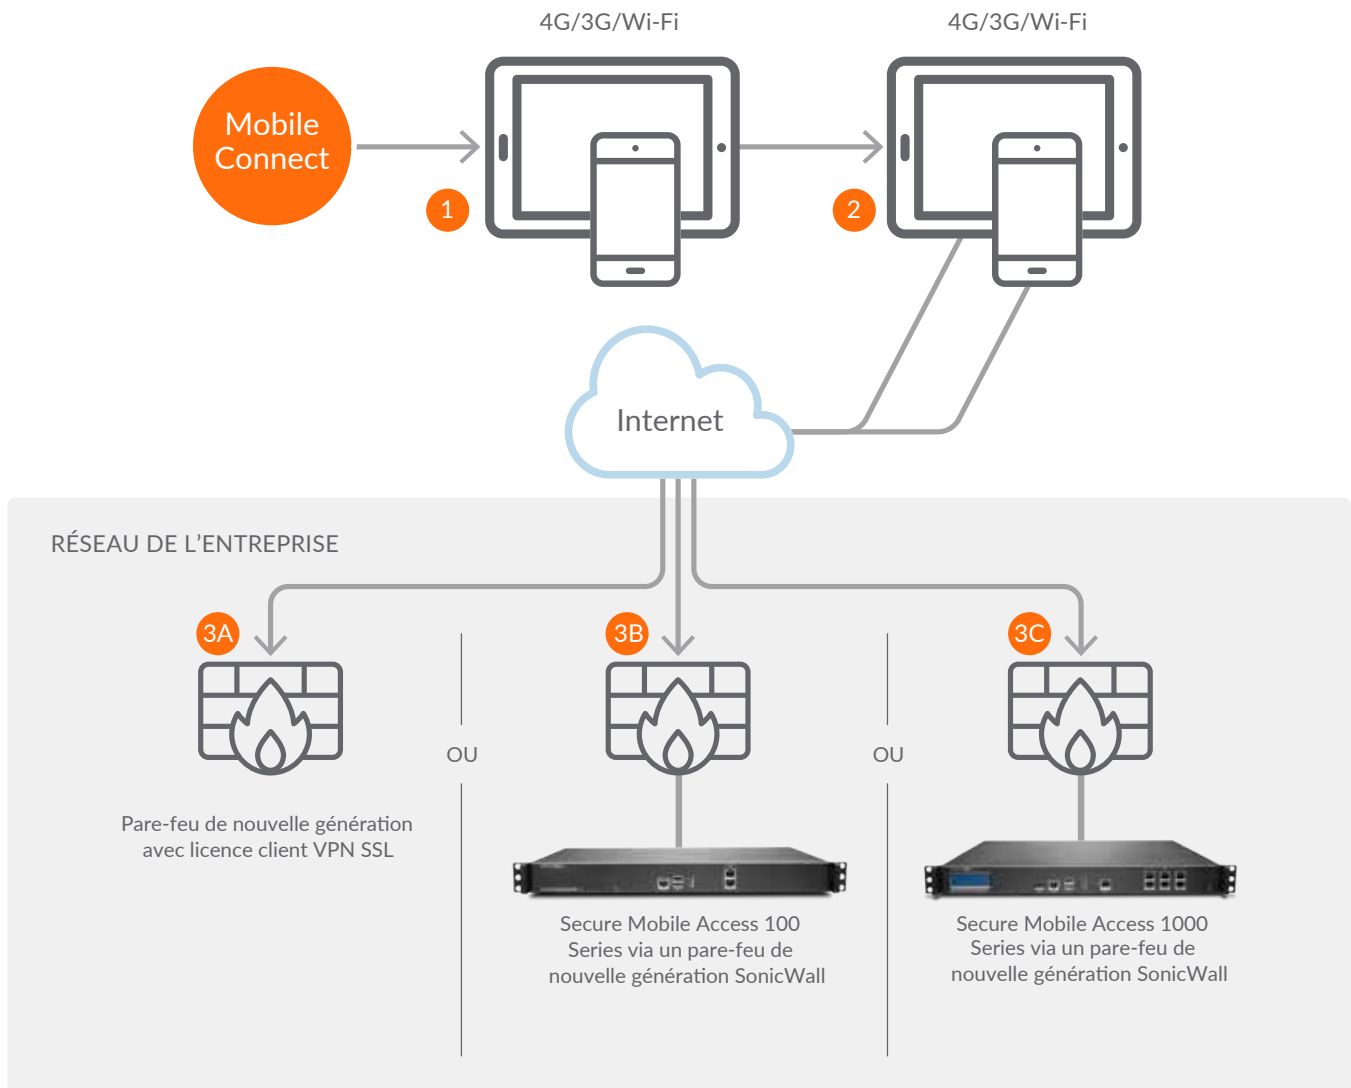 4G/3G/Wi-Fi
4G/3G/Wi-Fi
Mobile
Connect
1
2
Internet
RÉSEAU DE L’ENTREPRISE
3A
3B
3C
OU
OU
Pare-feu de nouvelle génération
avec licence client VPN SSL
Secure Mobile Access 100
Series via un pare-feu de
nouvelle génération SonicWall
Secure Mobile Access 1000
Series via un pare-feu de
nouvelle génération SonicWall